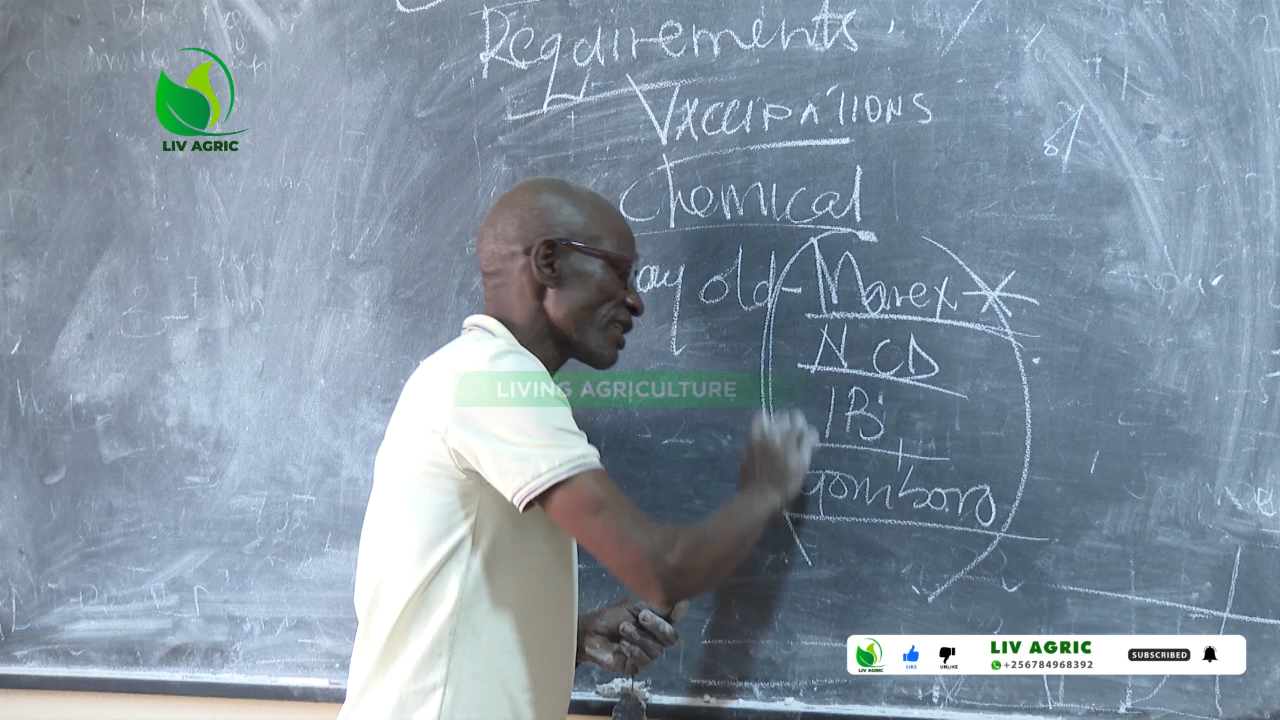 Requirements.
VACCINATIONS
Chemical
Day old - Marex *
NCD
IB
gomboro
LIV AGRIC
LIVING AGRICULTURE
LIV AGRIC
LIV AGRIC
+256784968392
LIKE
UNLIKE
SUBSCRIBED